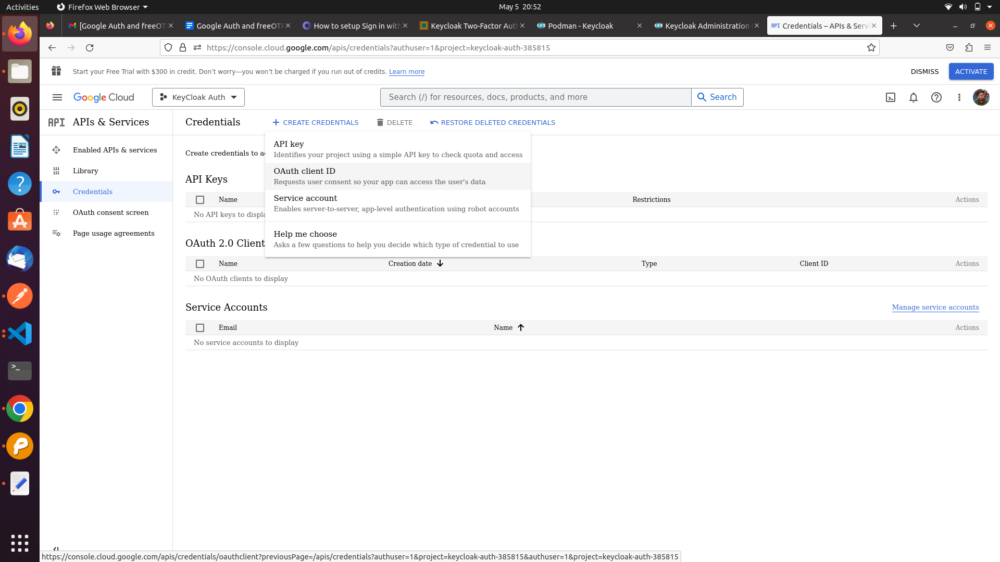 Activities
Firefox Web Browser
May 5 20:52
[Google Auth and freeOT
Google Auth and freeOTP
How to setup Sign in with
Keycloak Two-Factor Auth
Podman - Keycloak
Keycloak Administration
Credentials – APIs & Serv
https://console.cloud.google.com/apis/credentials?authuser=1&project=keycloak-auth-385815
Start your Free Trial with $300 in credit. Don’t worry—you won’t be charged if you run out of credits. Learn more
DISMISS
ACTIVATE
Google Cloud
KeyCloak Auth
Search (/) for resources, docs, products, and more
Search
API APIs & Services
Credentials
CREATE CREDENTIALS
DELETE
RESTORE DELETED CREDENTIALS
Enabled APIs & services
Library
Credentials
OAuth consent screen
Page usage agreements
Create credentials to ac
API key
Identifies your project using a simple API key to check quota and access
OAuth client ID
Requests user consent so your app can access the user's data
Service account
Enables server-to-server, app-level authentication using robot accounts
Help me choose
Asks a few questions to help you decide which type of credential to use
API Keys
Name
Restrictions
Actions
No API keys to displa
OAuth 2.0 Client
Name
Creation date
Type
Client ID
Actions
No OAuth clients to display
Service Accounts
Manage service accounts
Email
Name
Actions
No service accounts to display
https://console.cloud.google.com/apis/credentials/oauthclient?previousPage=/apis/credentials?authuser=1&project=keycloak-auth-385815&authuser=1&project=keycloak-auth-385815